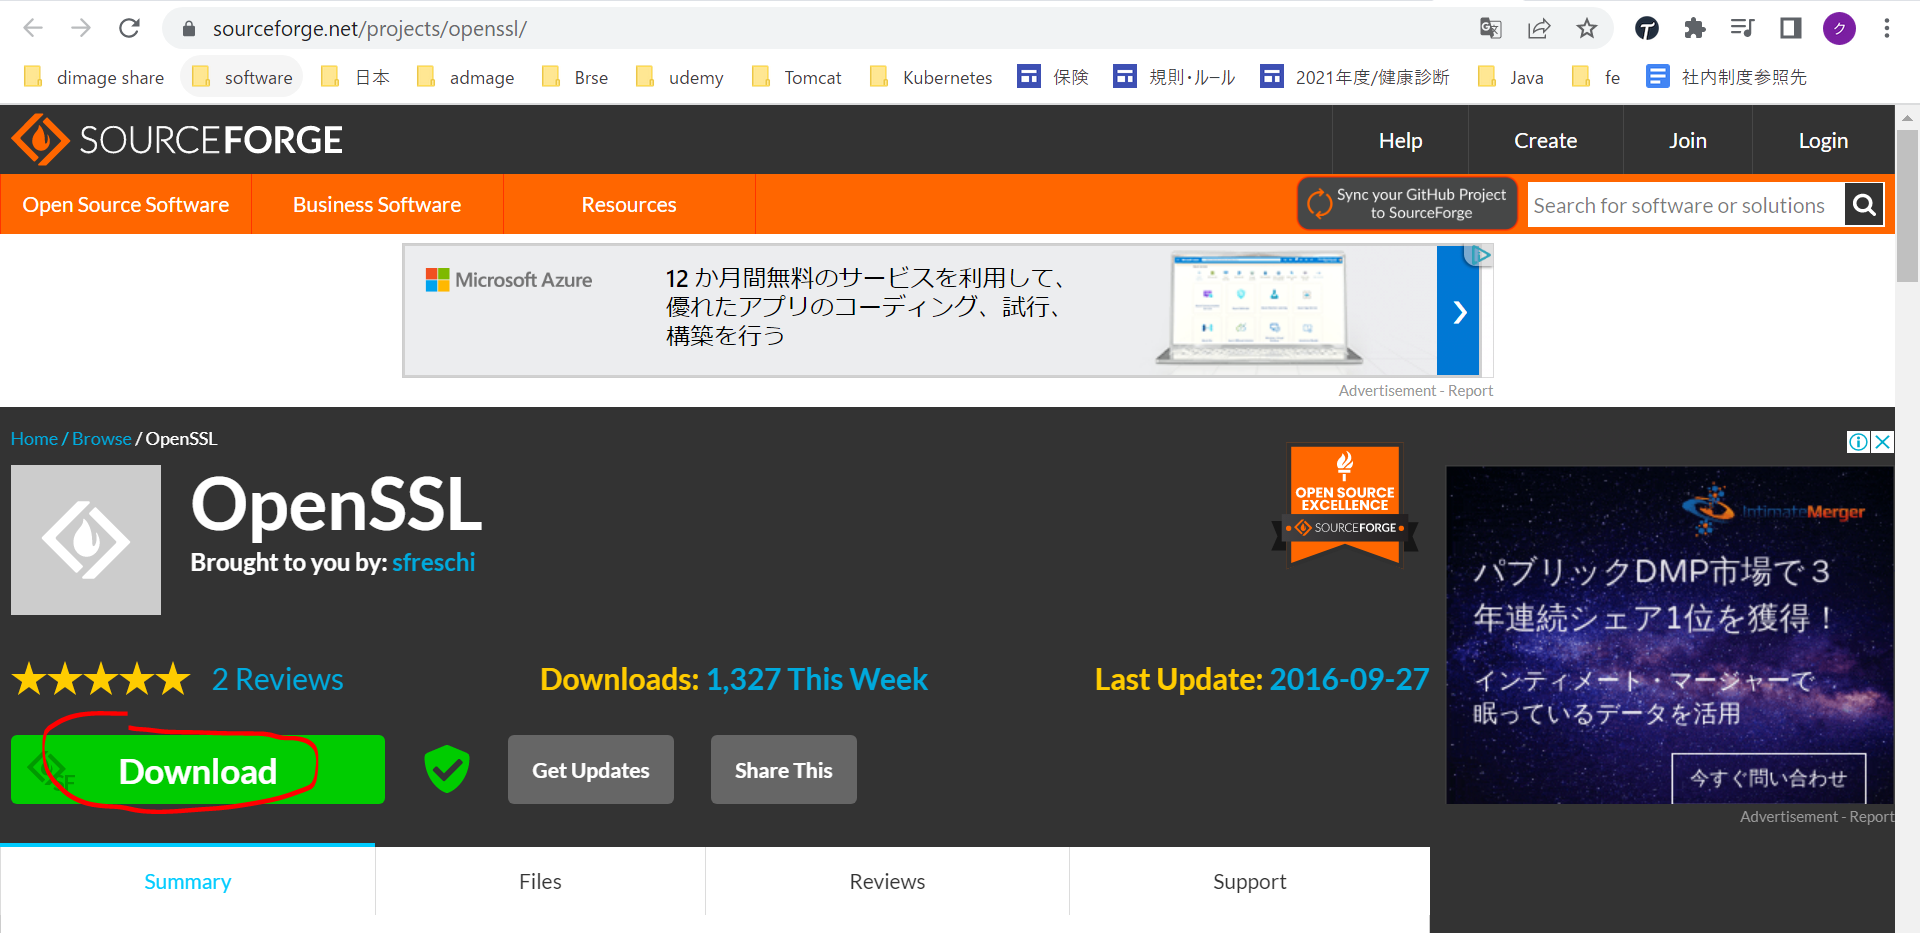 sourceforge.net/projects/openssl/
ク
dimage share software 日本 admage Brse udemy Tomcat Kubernetes 保険 規則・ルール 2021年度/健康診断 Java fe 社内制度参照先
SOURCEFORGE Help Create Join Login
Open Source Software Business Software Resources
Sync your GitHub Project
to SourceForge
Search for software or solutions
Microsoft Azure
12 か月間無料のサービスを利用して、
優れたアプリのコーディング、試行、
構築を行う
Advertisement - Report
Home / Browse / OpenSSL
OpenSSL
Brought to you by: sfreschi
OPEN SOURCE
EXCELLENCE
SOURCEFORGE
IntimateMerger
パブリックDMP市場で３
年連続シェア1位を獲得！
インティメート・マージャーで
眠っているデータを活用
今すぐ問い合わせ
Advertisement - Report
2 Reviews Downloads: 1,327 This Week Last Update: 2016-09-27
SF
Download Get Updates Share This
Summary Files Reviews Support